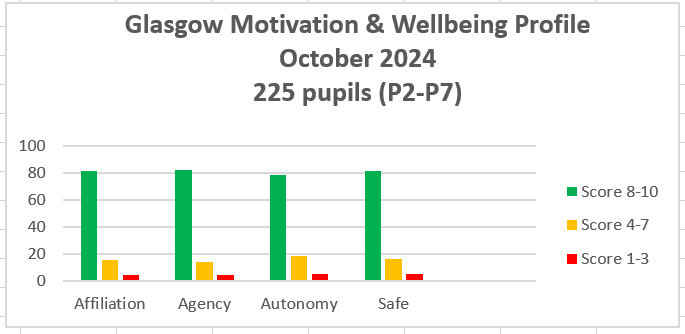 Glasgow Motivation & Wellbeing Profile
October 2024
225 pupils (P2-P7)
100
80
60
40
20
0
Affiliation Agency Autonomy Safe
Score 8-10
Score 4-7
Score 1-3